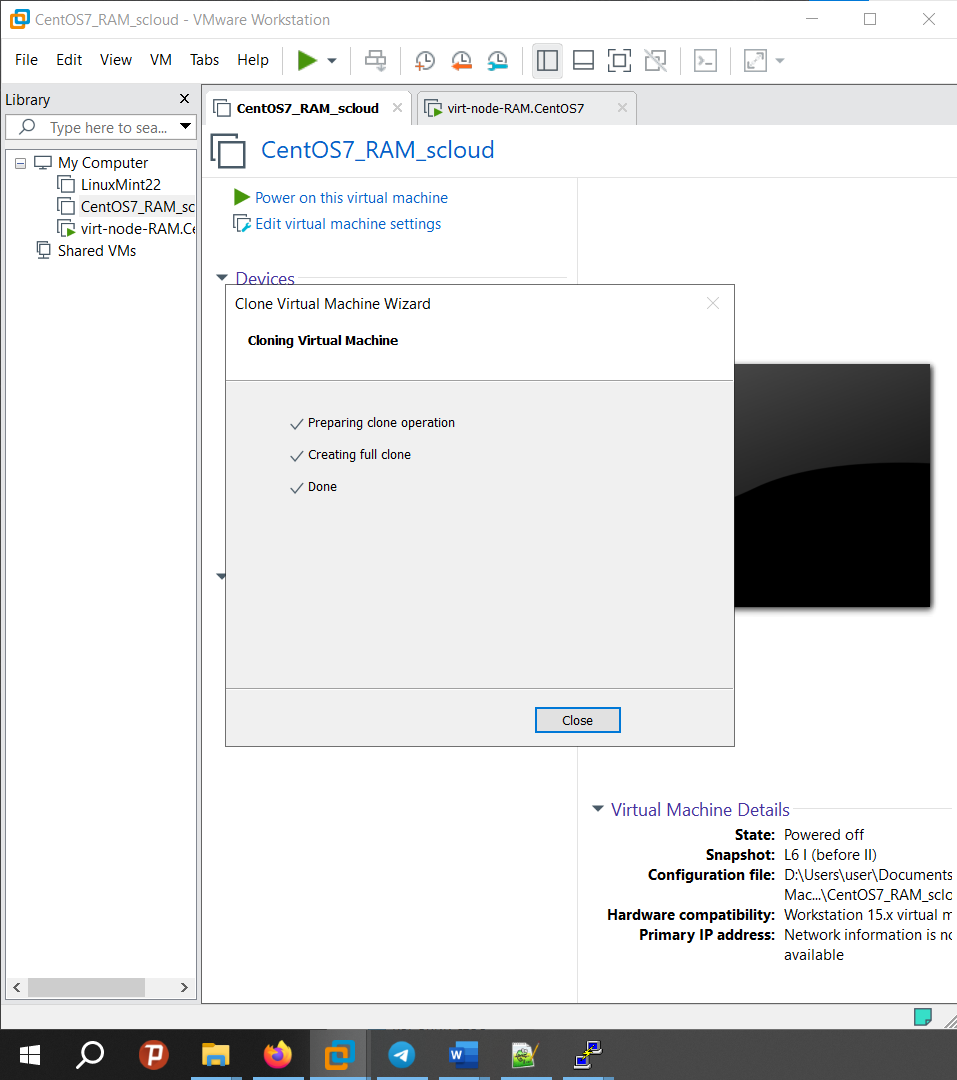 CentOS7_RAM_scloud - VMware Workstation
File Edit View VM Tabs Help
Library
Type here to sea...
My Computer
LinuxMint22
CentOS7_RAM_sc
virt-node-RAM.Ce
Shared VMs
CentOS7_RAM_scloud
virt-node-RAM.CentOS7
CentOS7_RAM_scloud
Power on this virtual machine
Edit virtual machine settings
Devices
Clone Virtual Machine Wizard
Cloning Virtual Machine
Preparing clone operation
Creating full clone
Done
Close
Virtual Machine Details
State: Powered off
Snapshot: L6 I (before II)
Configuration file: D:\Users\user\Documents
Mac...\CentOS7_RAM_sclo
Hardware compatibility: Workstation 15.x virtual m
Primary IP address: Network information is no
available